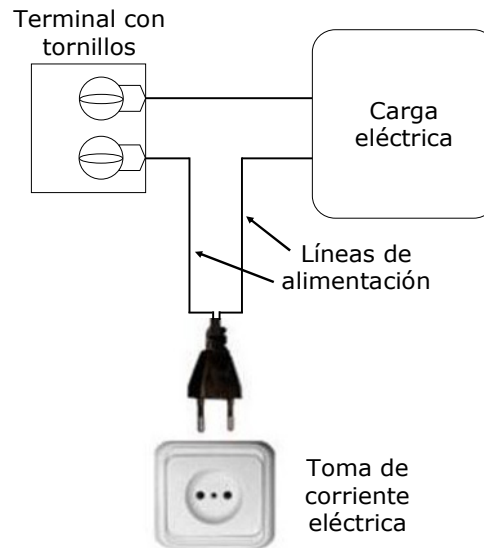 Terminal con
tornillos
Carga
eléctrica
Líneas de
alimentación
Toma de
corriente
eléctrica